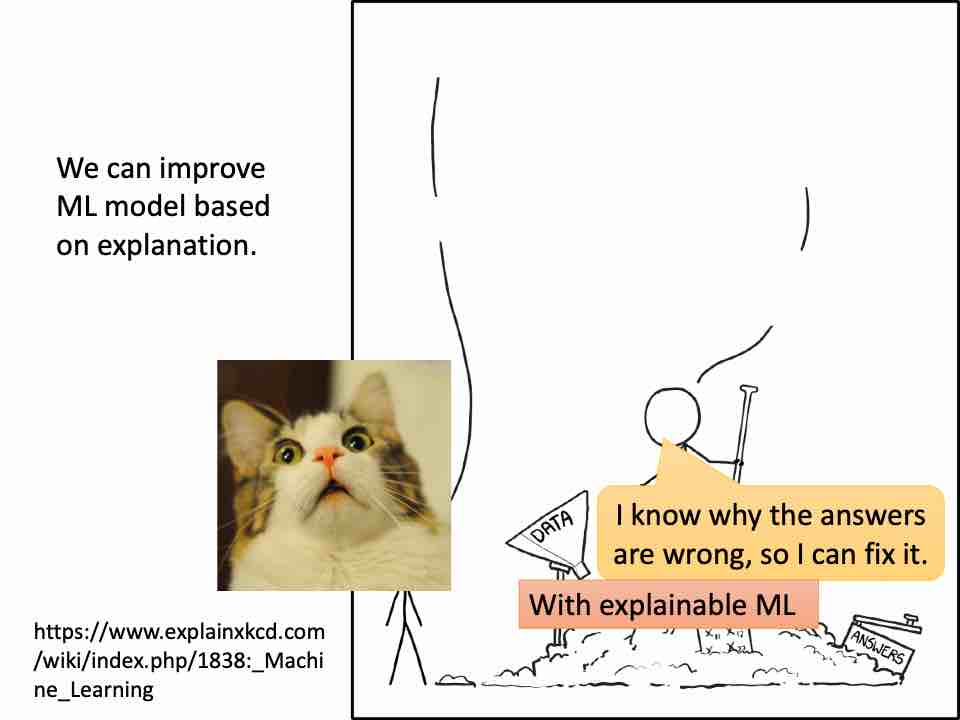 We can improve
ML model based
on explanation.
DATA
I know why the answers
are wrong, so I can fix it.
With explainable ML
ANSWERS
https://www.explainxkcd.com
/wiki/index.php/1838:_Machi
ne_Learning